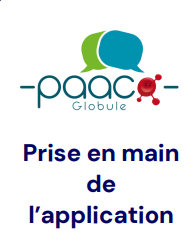 -paaco-
Globule
Prise en main
de
l’application